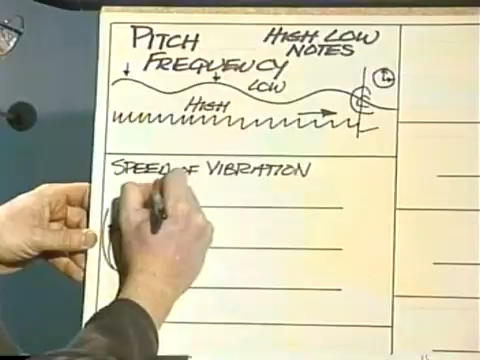 PITCH HIGH LOW
FREQUENCY NOTES
LOW
HIGH
SPEED OF VIBRATION